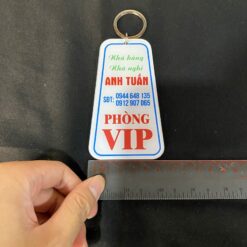 Nhà hàng
Nhà nghỉ
ANH TUẤN
SĐT: 0944 648 135
0912 907 065
PHÒNG
VIP